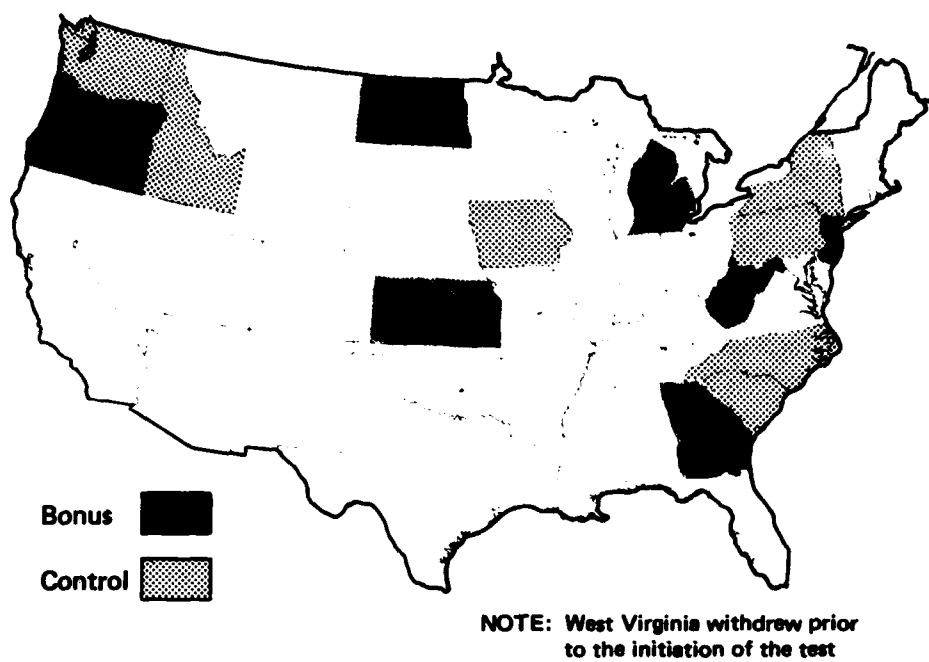 Bonus
Control
NOTE: West Virginia withdrew prior
to the initiation of the test